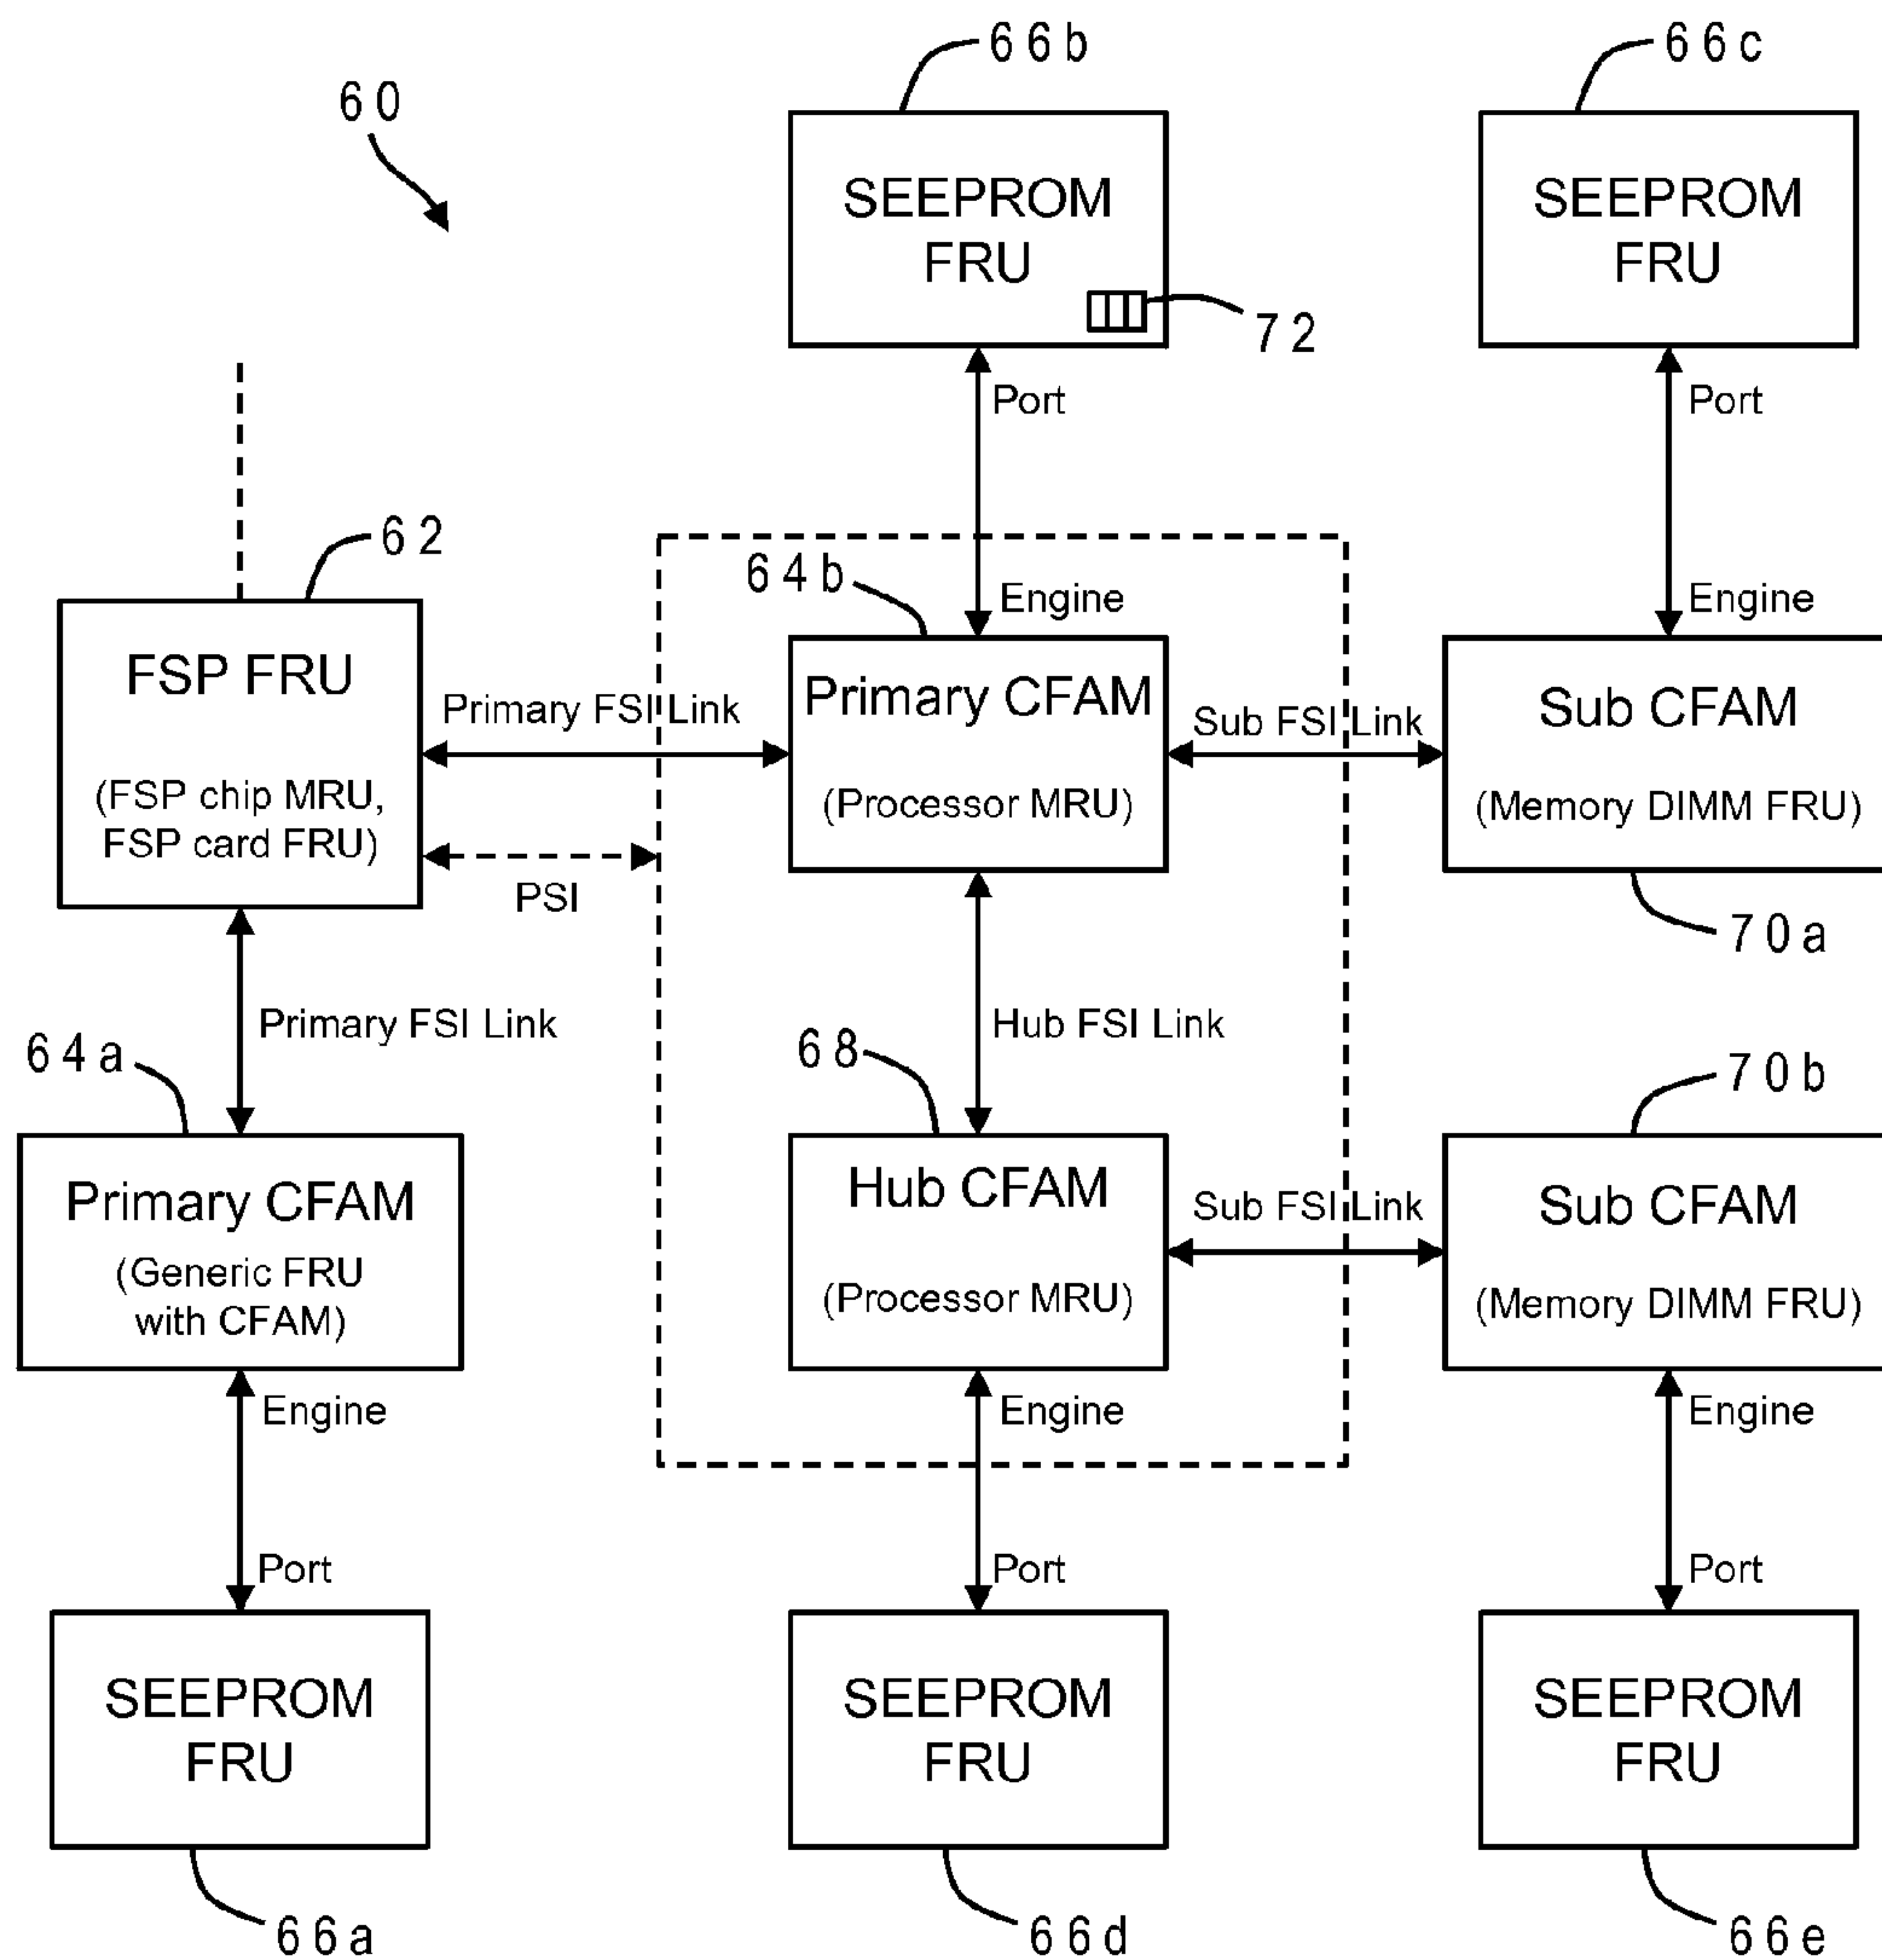 60
66b
66c
SEEPROM
FRU
72
SEEPROM
FRU
Port
Port
62
64b
Engine
Engine
FSP FRU
(FSP chip MRU,
FSP card FRU)
Primary FSI Link
Primary CFAM
(Processor MRU)
Sub FSI Link
Sub CFAM
(Memory DIMM FRU)
PSI
70a
Primary FSI Link
Hub FSI Link
64a
68
70b
Primary CFAM
(Generic FRU
with CFAM)
Hub CFAM
(Processor MRU)
Sub FSI Link
Sub CFAM
(Memory DIMM FRU)
Engine
Engine
Engine
Port
Port
Port
SEEPROM
FRU
SEEPROM
FRU
SEEPROM
FRU
66a
66d
66e